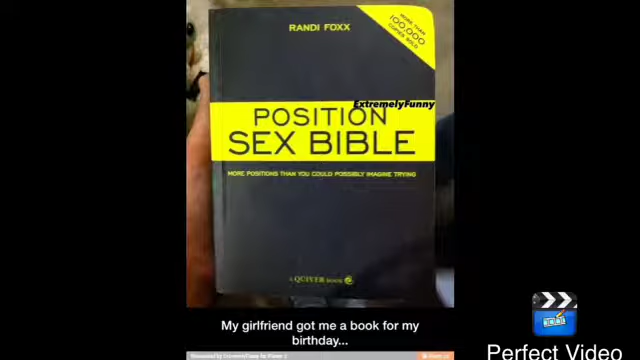 RANDI FOXX
MORE THAN
100,000
COPIES SOLD
ExtremelyFunny
POSITION
SEX BIBLE
MORE POSITIONS THAN YOU COULD POSSIBLY IMAGINE TRYING
A QUIVER BOOK
My girlfriend got me a book for my
birthday...
Perfect Video